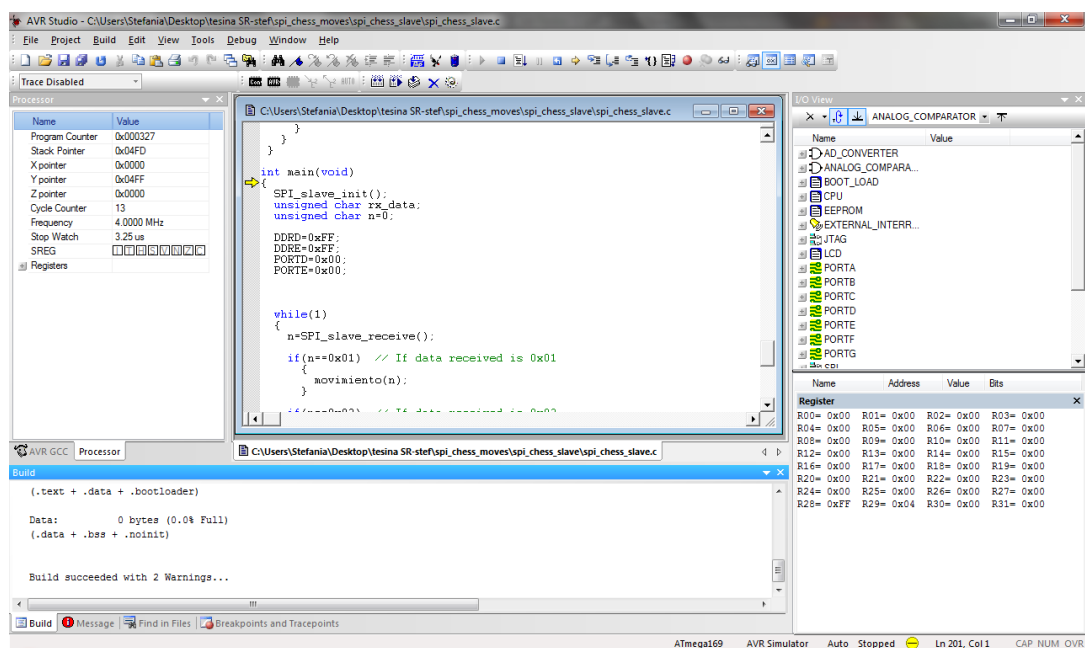 AVR Studio - C:\Users\Stefania\Desktop\tesina SR-stef\spi_chess_moves\spi_chess_slave\spi_chess_slave.c
File Project Build Edit View Tools Debug Window Help
Trace Disabled
Processor
Name Value
Program Counter 0x000327
Stack Pointer 0x04FD
X pointer 0x0000
Y pointer 0x04FF
Z pointer 0x0000
Cycle Counter 13
Frequency 4.0000 MHz
Stop Watch 3.25 us
SREG I T H S V N Z C
Registers
AVR GCC Processor
C:\Users\Stefania\Desktop\tesina SR-stef\spi_chess_moves\spi_chess_slave\spi_chess_slave.c
}
}
}
int main(void)
{
SPI_slave_init();
unsigned char rx_data;
unsigned char n=0;
DDRD=0xFF;
DDRE=0xFF;
PORTD=0x00;
PORTE=0x00;
while(1)
{
n=SPI_slave_receive();
if(n==0x01) // If data received is 0x01
{
movimiento(n);
}
if(n==0x02) // If data received is 0x02
C:\Users\Stefania\Desktop\tesina SR-stef\spi_chess_moves\spi_chess_slave\spi_chess_slave.c
I/O View
ANALOG_COMPARATOR
Name Value
AD_CONVERTER
ANALOG_COMPARA...
BOOT_LOAD
CPU
EEPROM
EXTERNAL_INTERR...
JTAG
LCD
PORTA
PORTB
PORTC
PORTD
PORTE
PORTF
PORTG
SPI
Name Address Value Bits
Register
R00= 0x00 R01= 0x00 R02= 0x00 R03= 0x00
R04= 0x00 R05= 0x00 R06= 0x00 R07= 0x00
R08= 0x00 R09= 0x00 R10= 0x00 R11= 0x00
R12= 0x00 R13= 0x00 R14= 0x00 R15= 0x00
R16= 0x00 R17= 0x00 R18= 0x00 R19= 0x00
R20= 0x00 R21= 0x00 R22= 0x00 R23= 0x00
R24= 0x00 R25= 0x00 R26= 0x00 R27= 0x00
R28= 0xFF R29= 0x04 R30= 0x00 R31= 0x00
Build
(.text + .data + .bootloader)
Data: 0 bytes (0.0% Full)
(.data + .bss + .noinit)
Build succeeded with 2 Warnings...
Build Message Find in Files Breakpoints and Tracepoints
ATmega169 AVR Simulator Auto Stopped Ln 201, Col 1 CAP NUM OVR